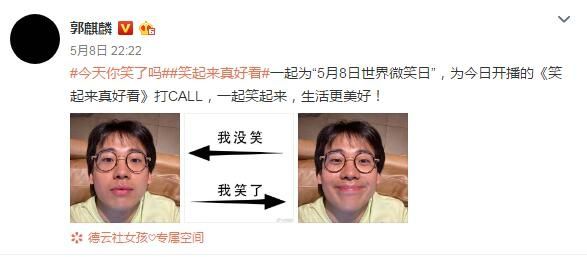 郭麒麟
5月8日 22:22
#今天你笑了吗##笑起来真好看#一起为“5月8日世界微笑日”，为今日开播的《笑
起来真好看》打CALL，一起笑起来，生活更美好！
我没笑
我笑了
德云社女孩♡专属空间